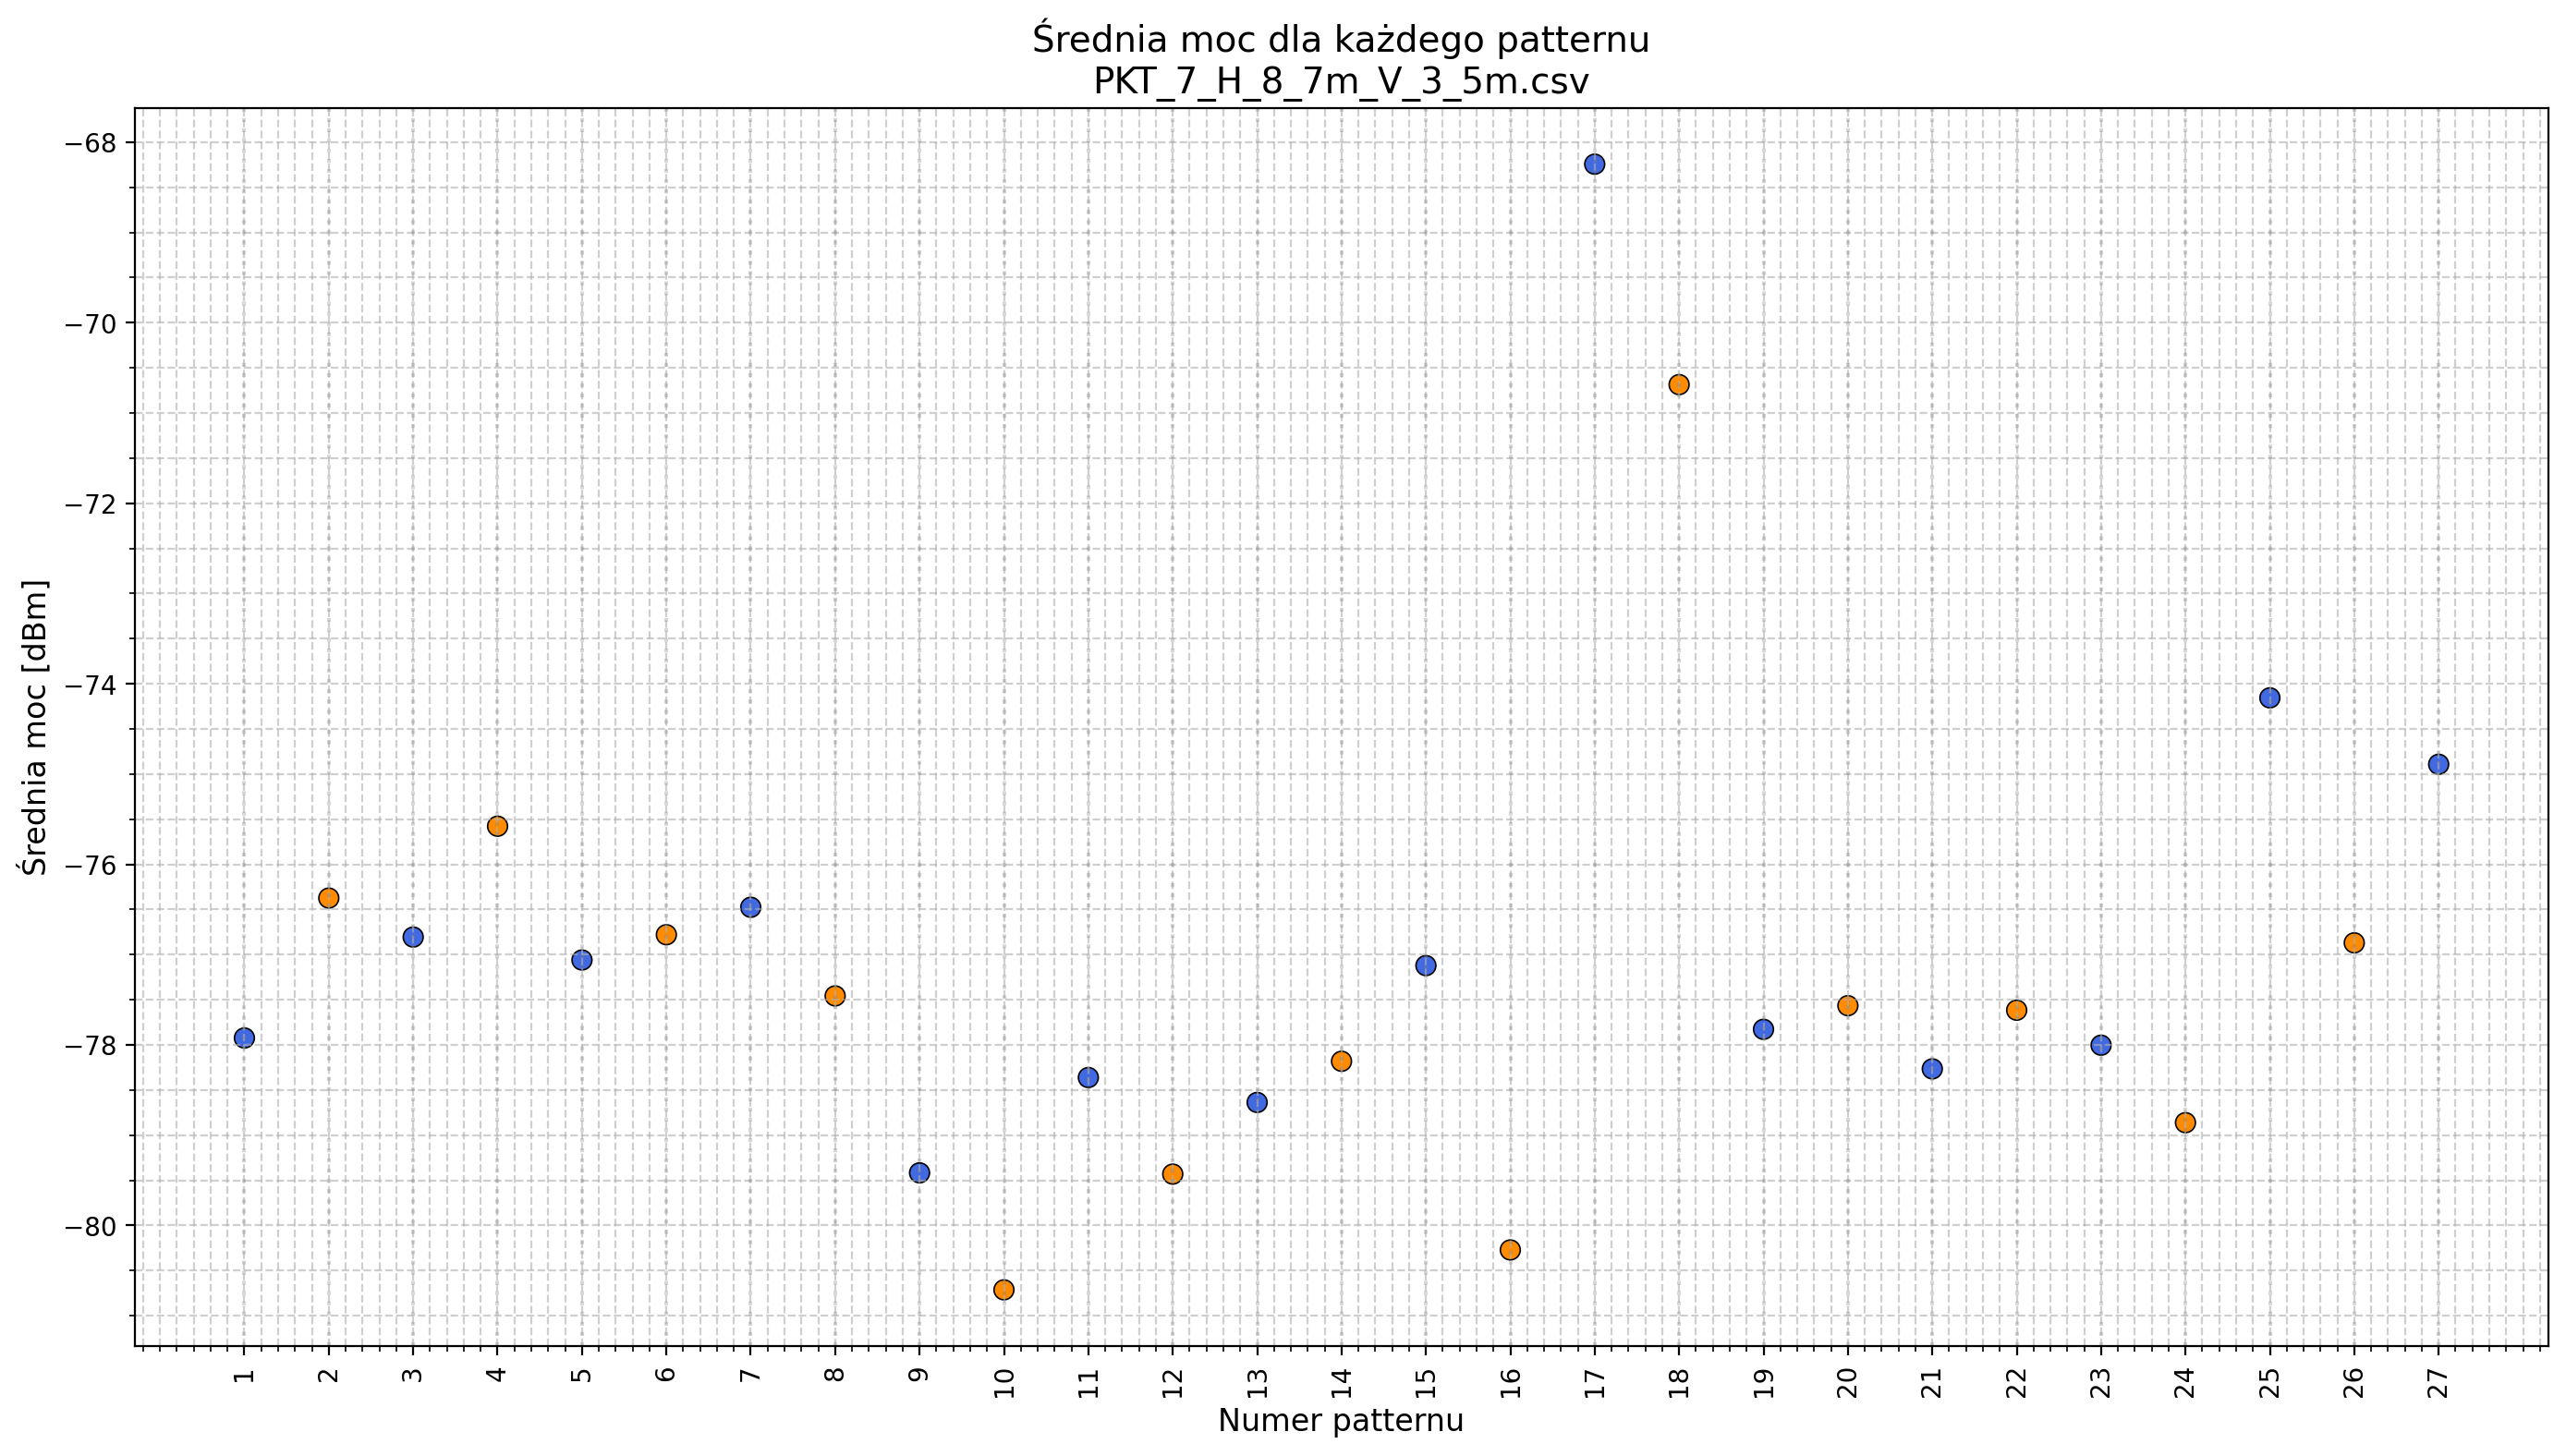 Średnia moc dla każdego patternu
PKT_7_H_8_7m_V_3_5m.csv
Średnia moc [dBm]
−68
−70
−72
−74
−76
−78
−80
1 2 3 4 5 6 7 8 9 10 11 12 13 14 15 16 17 18 19 20 21 22 23 24 25 26 27
Numer patternu